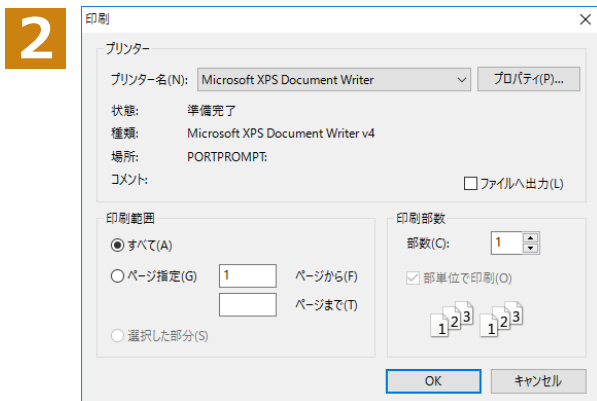 2
印刷
プリンター
プリンター名(N): Microsoft XPS Document Writer プロパティ(P)...
状態: 準備完了
種類: Microsoft XPS Document Writer v4
場所: PORTPROMPT:
コメント: ファイルへ出力(L)
印刷範囲
すべて(A)
ページ指定(G) 1 ページから(F)
ページまで(T)
選択した部分(S)
印刷部数
部数(C): 1
部単位で印刷(O)
1 2 3 1 2 3
OK キャンセル